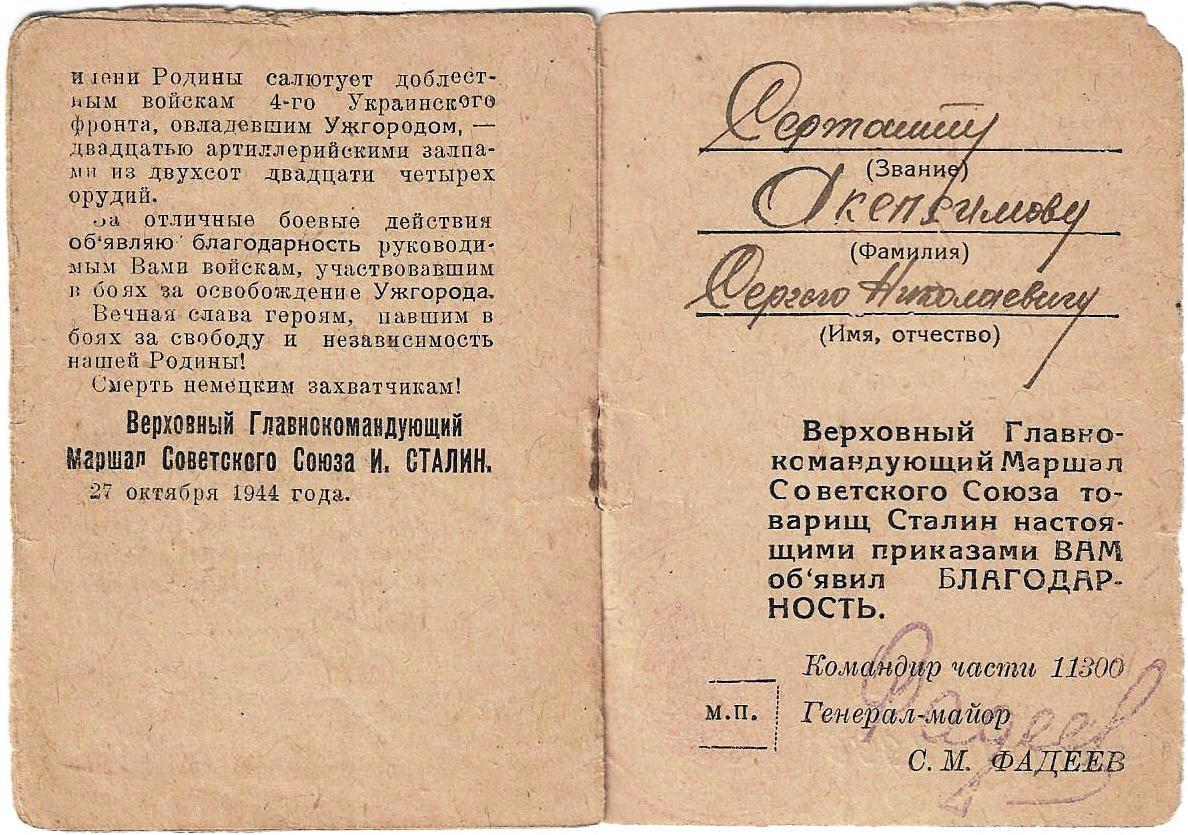 имени Родины салютует доблест-
ным войскам 4-го Украинского
фронта, овладевшим Ужгородом, —
двадцатью артиллерийскими залпа-
ми из двухсот двадцати четырех
орудий.
За отличные боевые действия
об‘являю благодарность руководи-
мым Вами войскам, участвовавшим
в боях за освобождение Ужгорода.
Вечная слава героям, павшим в
боях за свободу и независимость
нашей Родины!
Смерть немецким захватчикам!
Верховный Главнокомандующий
Маршал Советского Союза И. СТАЛИН.
27 октября 1944 года.
Сержанту
(Звание)
(Фамилия)
Сергею Николаевичу
(Имя, отчество)
Верховный Главно-
командующий Маршал
Советского Союза то-
варищ Сталин настоя-
щими приказами ВАМ
об‘явил БЛАГОДАР-
НОСТЬ.
Командир части 11300
м.п. Генерал-майор
С. М. ФАДЕЕВ
Фадеев